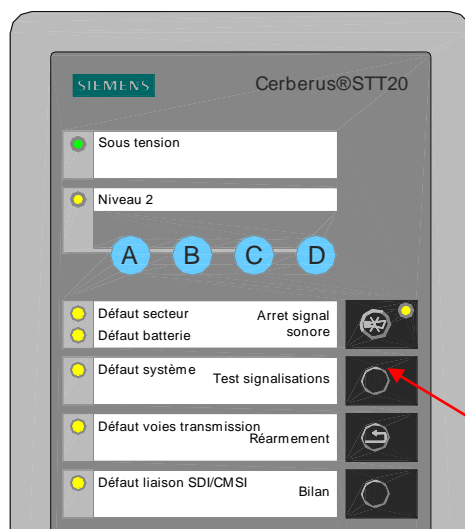 SIEMENS
Cerberus®STT20
Sous tension
Niveau 2
A B C D
Défaut secteur
Arret signal
sonore
Défaut batterie
Défaut système
Test signalisations
Défaut voies transmission
Réarmement
Défaut liaison SDI/CMSI
Bilan